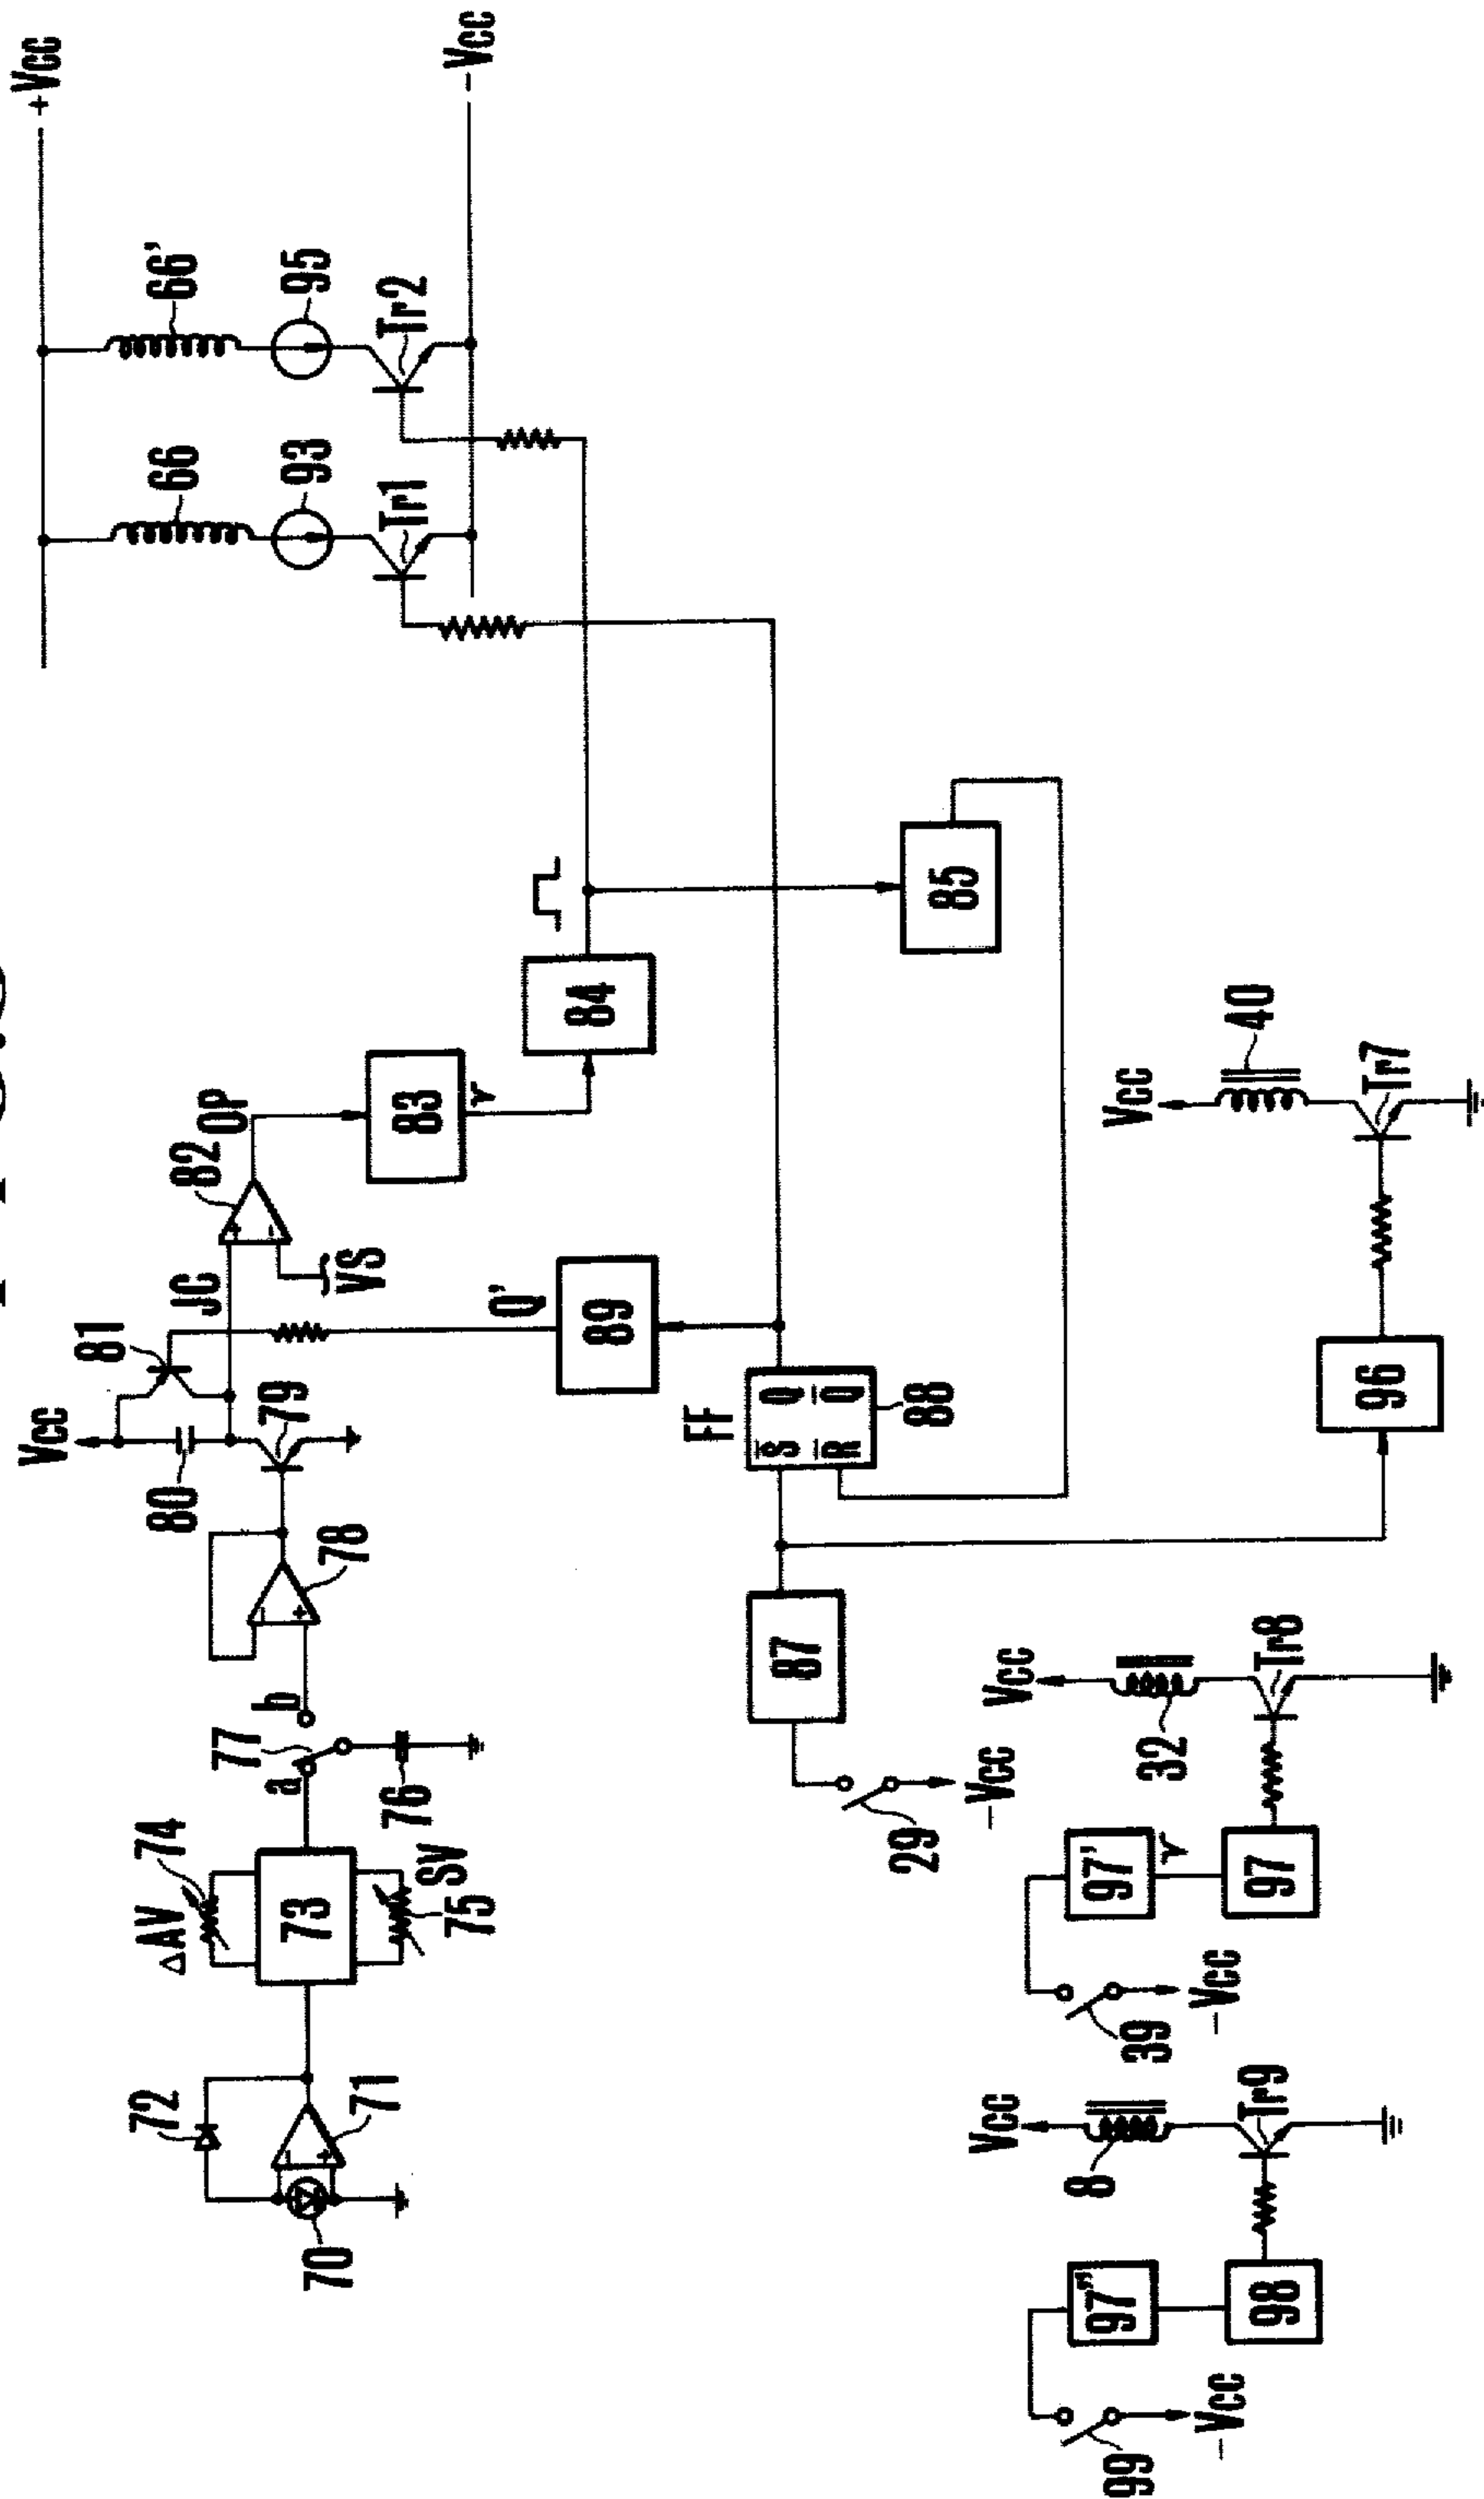 +Vcc
-Vcc
66'
95
Tr2
66
93
Tr1
85
84
83
r
OP
82
JC
VS
81
Vcc
80
79
Q'
89
FF
S
R
Q
Q
88
78
77
a
b
76
ΔAV
74
73
SV
75
72
71
70
87
29
-Vcc
96
Vcc
40
Tr7
Vcc
32
Tr8
97'
r
97
39
-Vcc
Vcc
8
Tr9
97"
98
99
-Vcc